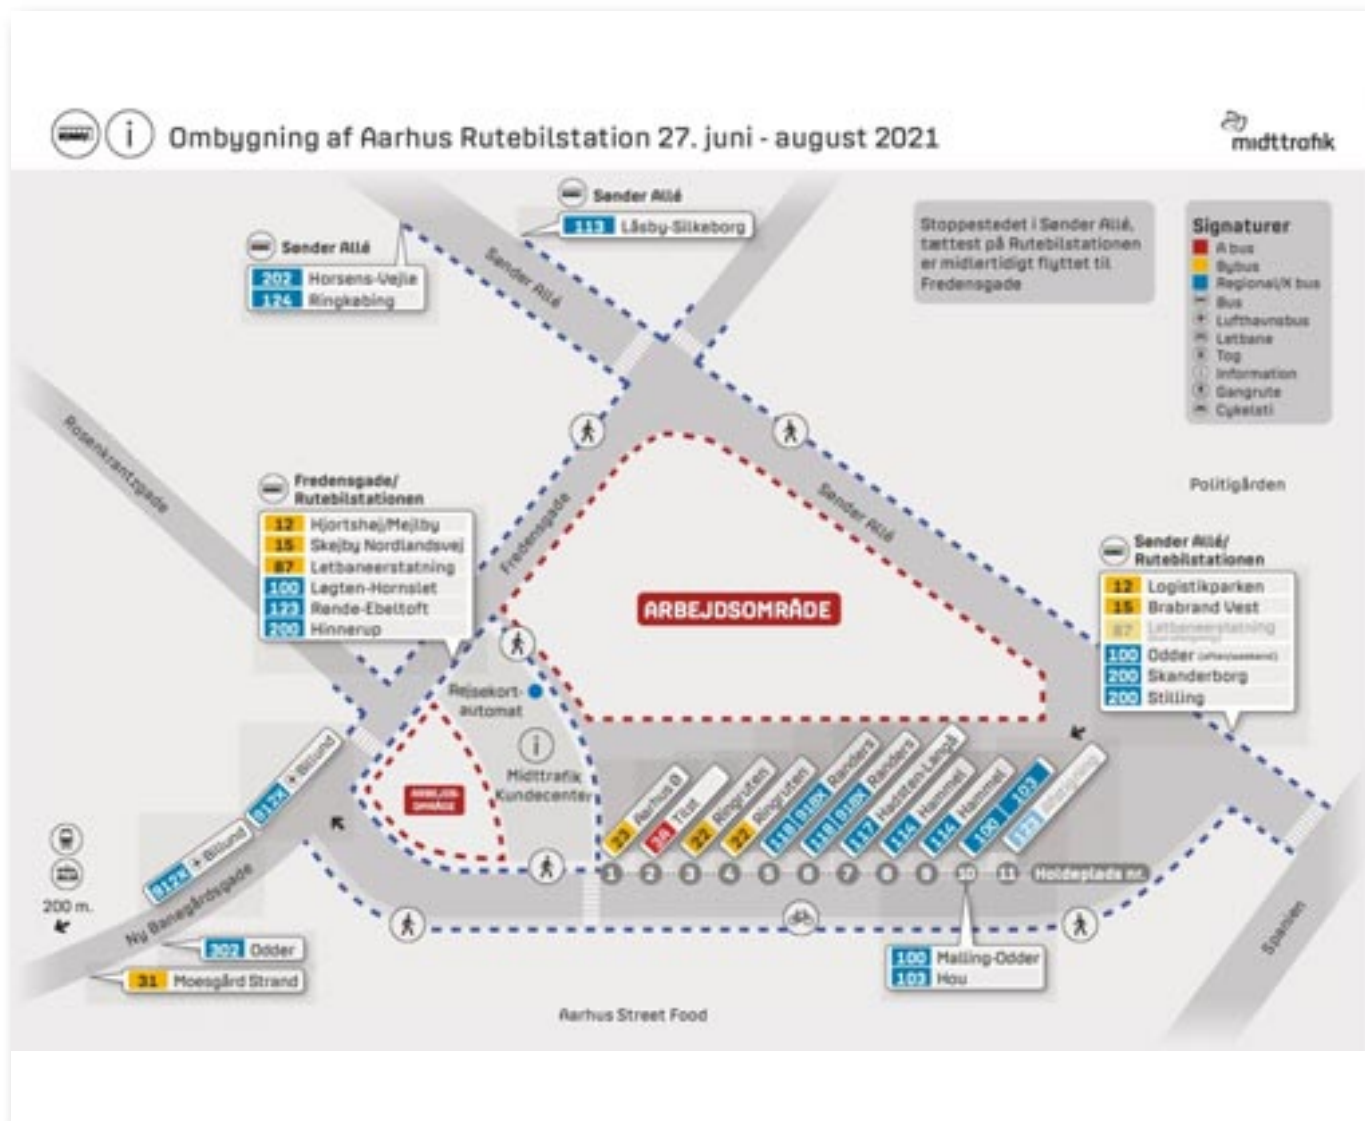 Ombygning af Aarhus Rutebilstation 27. juni - august 2021
midttrafik
Sønder Allé
113 Låsby-Silkeborg
Sønder Allé
202 Horsens-Vejle
124 Ringkøbing
Sønder Allé
Stoppestedet i Sønder Allé,
tættest på Rutebilstationen
er midlertidigt flyttet til
Fredensgade
Signaturer
A bus
Bybus
Regional/X bus
Bus
Lufthavnsbus
Letbane
Tog
Information
Gangrute
Cykelsti
Rosenkrantzgade
Fredensgade/
Rutebilstationen
12 Hjortshøj/Mejlby
15 Skejby Nordlandsvej
87 Letbaneerstatning
100 Løgten-Hornslet
123 Rønde-Ebeltoft
200 Hinnerup
Fredensgade
Sønder Allé
Politigården
ARBEJDSOMRÅDE
Sønder Allé/
Rutebilstationen
12 Logistikparken
15 Brabrand Vest
87 Letbaneerstatning
100 Odder
200 Skanderborg
200 Stilling
Rejsekort-
automat
i
Midttrafik
Kundecenter
ARBEJDS-
OMRÅDE
912X Billund
912X Billund
200 m.
Ny Banegårdsgade
302 Odder
31 Moesgård Strand
23 Aarhus Ø
Tilst
22 Ringruten
22 Ringruten
118 918X Randers
118 918X Randers
117 Hadsten-Langå
114 Hammel
114 Hammel
100 103
123 Afstigning
1 2 3 4 5 6 7 8 9 10 11 Holdeplads nr.
100 Malling-Odder
103 Hou
Spanien
Aarhus Street Food